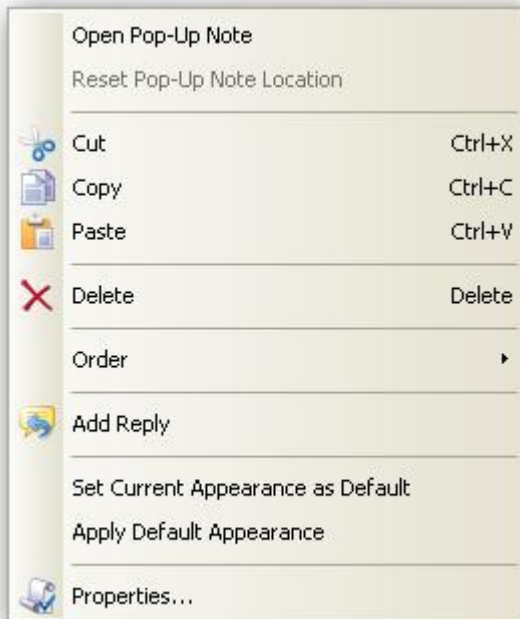 Open Pop-Up Note
Reset Pop-Up Note Location
Cut Ctrl+X
Copy Ctrl+C
Paste Ctrl+V
Delete Delete
Order
Add Reply
Set Current Appearance as Default
Apply Default Appearance
Properties...